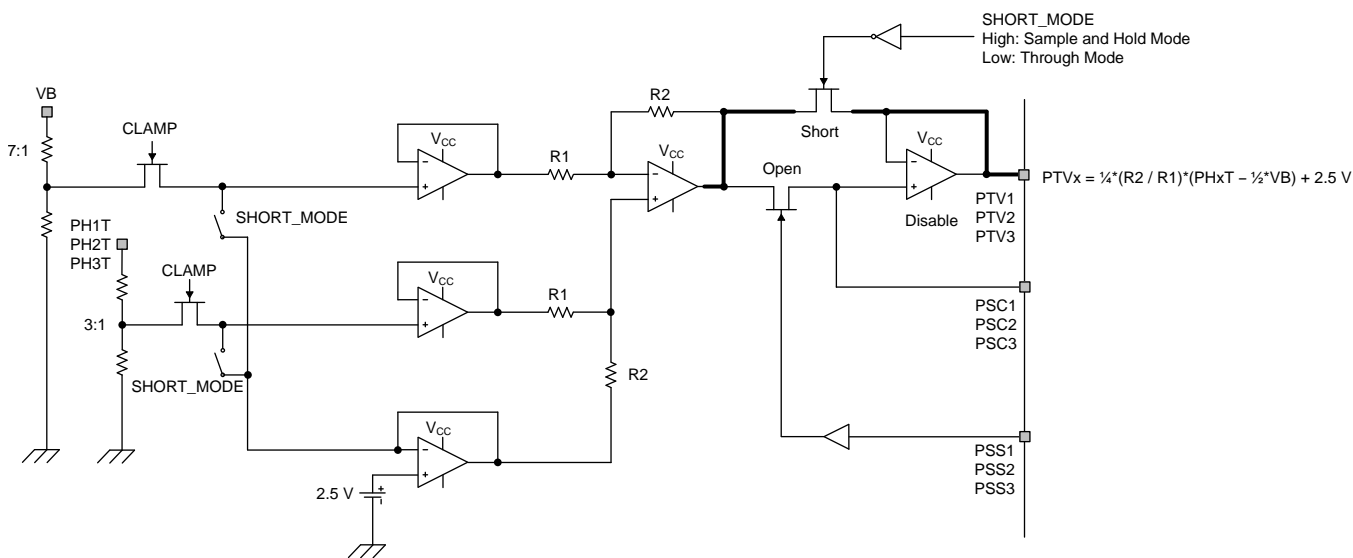 SHORT_MODE
High: Sample and Hold Mode
Low: Through Mode
VB
CLAMP
7:1
VCC
R1
R2
VCC
Short
Open
VCC
Disable
PTVx = ¼*(R2 / R1)*(PHxT – ½*VB) + 2.5 V
PTV1
PTV2
PTV3
SHORT_MODE
PH1T
PH2T
PH3T
CLAMP
3:1
VCC
R1
PSC1
PSC2
PSC3
SHORT_MODE
R2
VCC
2.5 V
PSS1
PSS2
PSS3